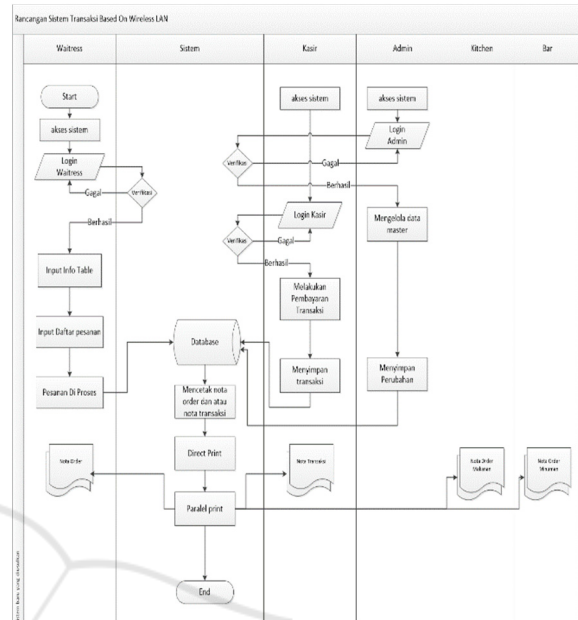 Rancangan Sistem Transaksi Based On Wireless LAN
Waitress
Sistem
Kasir
Admin
Kitchen
Bar
Start
akses sistem
akses sistem
akses sistem
Login
Waitress
Login
Admin
Verifikasi
Gagal
Verifikasi
Gagal
Berhasil
Berhasil
Login Kasir
Mengelola data
master
Verifikasi
Gagal
Berhasil
Input Info Table
Melakukan
Pembayaran
Transaksi
Input Daftar pesanan
Database
Pesanan Di Proses
Menyimpan
transaksi
Menyimpan
Perubahan
Mencetak nota
order dan atau
nota transaksi
Direct Print
Nota Order
Nota Transaksi
Nota Order
Makanan
Nota Order
Minuman
Paralel print
End